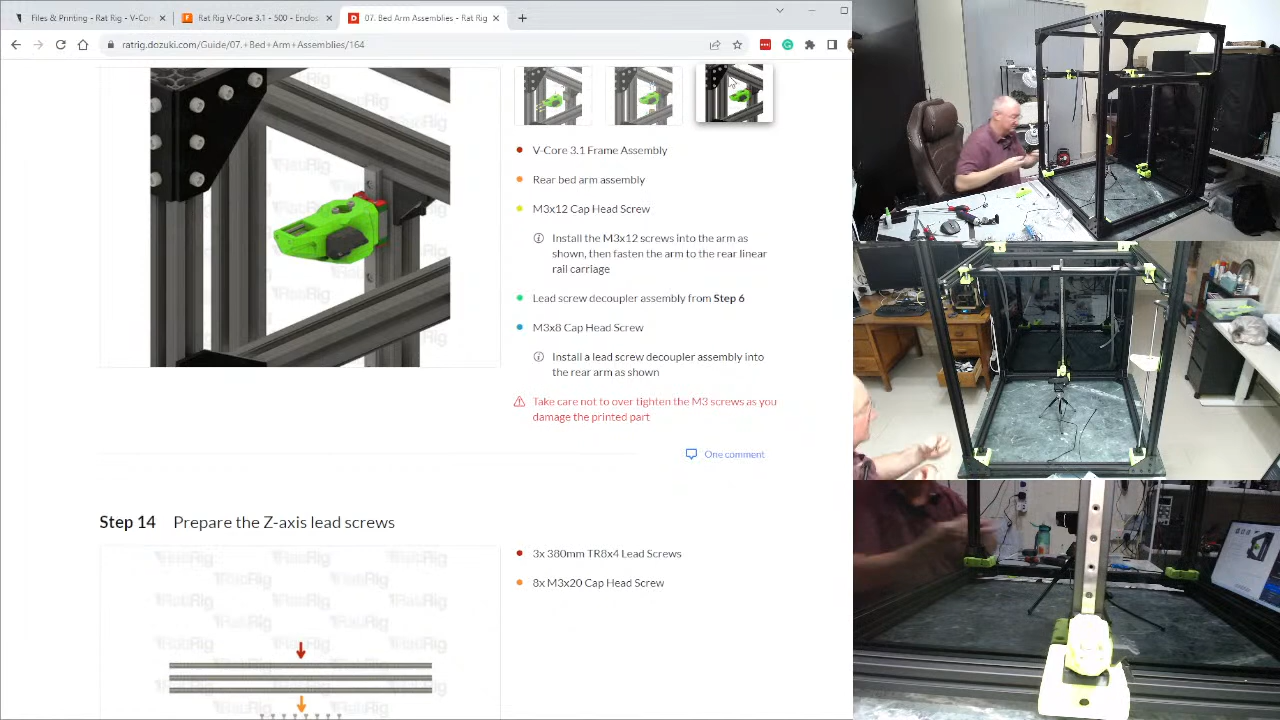 Files & Printing - Rat Rig - V-Cor
Rat Rig V-Core 3.1 - 500 - Enclos
07. Bed Arm Assemblies - Rat Rig
ratrig.dozuki.com/Guide/07.+Bed+Arm+Assemblies/164
V-Core 3.1 Frame Assembly
Rear bed arm assembly
M3x12 Cap Head Screw
Install the M3x12 screws into the arm as
shown, then fasten the arm to the rear linear
rail carriage
Lead screw decoupler assembly from Step 6
M3x8 Cap Head Screw
Install a lead screw decoupler assembly into
the rear arm as shown
Take care not to over tighten the M3 screws as you
damage the printed part
One comment
Step 14 Prepare the Z-axis lead screws
3x 380mm TR8x4 Lead Screws
8x M3x20 Cap Head Screw